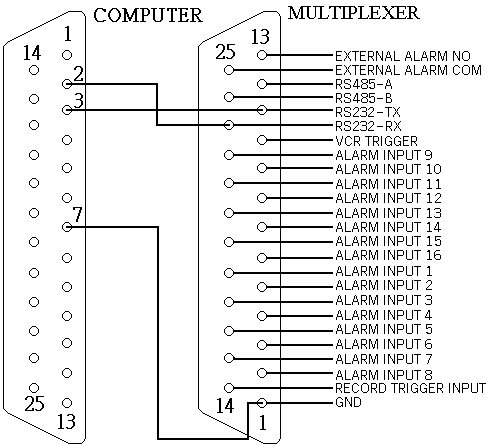 COMPUTER
MULTIPLEXER
1
14
2
3
7
25
13
13
25
14
1
EXTERNAL ALARM NO
EXTERNAL ALARM COM
RS485-A
RS485-B
RS232-TX
RS232-RX
VCR TRIGGER
ALARM INPUT 9
ALARM INPUT 10
ALARM INPUT 11
ALARM INPUT 12
ALARM INPUT 13
ALARM INPUT 14
ALARM INPUT 15
ALARM INPUT 16
ALARM INPUT 1
ALARM INPUT 2
ALARM INPUT 3
ALARM INPUT 4
ALARM INPUT 5
ALARM INPUT 6
ALARM INPUT 7
ALARM INPUT 8
RECORD TRIGGER INPUT
GND